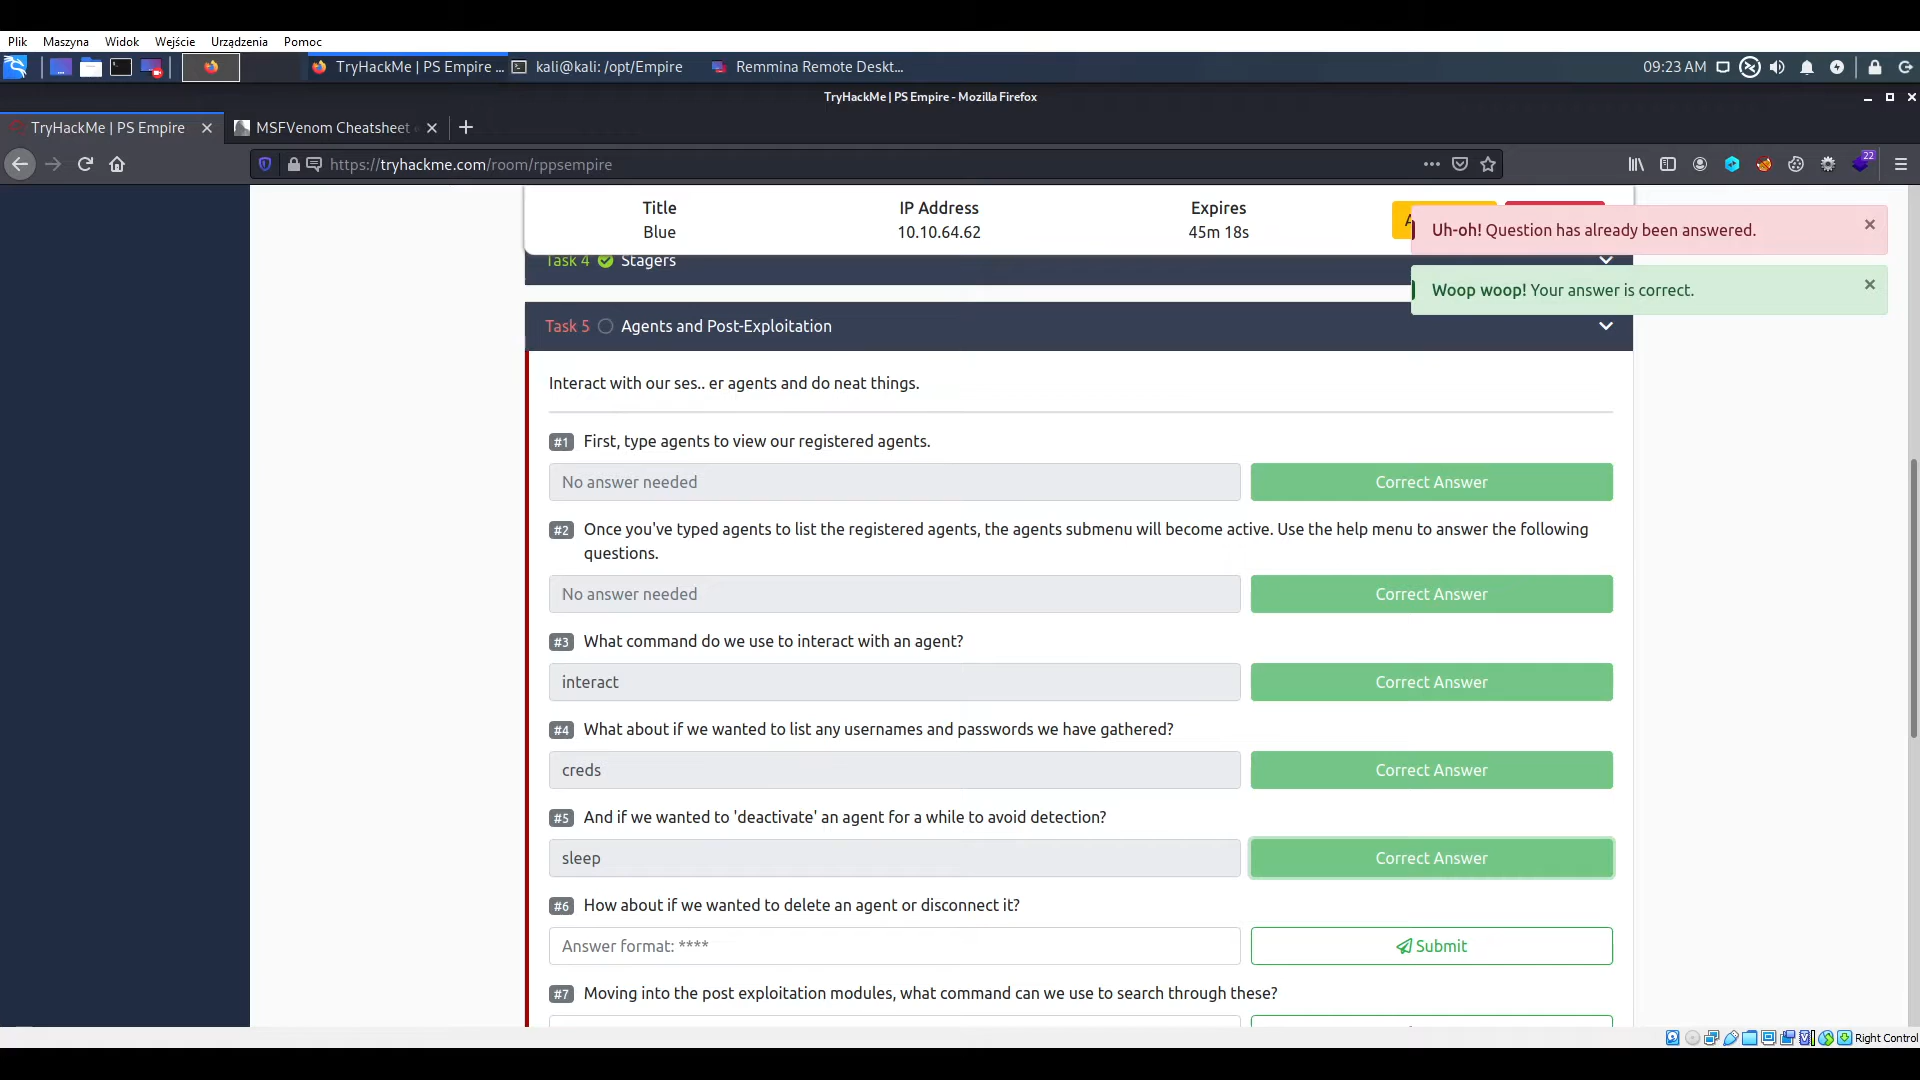 Plik Maszyna Widok Wejście Urządzenia Pomoc
TryHackMe | PS Empire ... kali@kali: /opt/Empire Remmina Remote Deskt... 09:23 AM
TryHackMe | PS Empire - Mozilla Firefox
TryHackMe | PS Empire MSFVenom Cheatsheet
https://tryhackme.com/room/rppsempire 22
Title IP Address Expires
Blue 10.10.64.62 45m 18s
Uh-oh! Question has already been answered.
Task 4 Stagers
Woop woop! Your answer is correct.
Task 5 Agents and Post-Exploitation
Interact with our ses.. er agents and do neat things.
#1 First, type agents to view our registered agents.
No answer needed Correct Answer
#2 Once you've typed agents to list the registered agents, the agents submenu will become active. Use the help menu to answer the following
questions.
No answer needed Correct Answer
#3 What command do we use to interact with an agent?
interact Correct Answer
#4 What about if we wanted to list any usernames and passwords we have gathered?
creds Correct Answer
#5 And if we wanted to 'deactivate' an agent for a while to avoid detection?
sleep Correct Answer
#6 How about if we wanted to delete an agent or disconnect it?
Answer format: **** Submit
#7 Moving into the post exploitation modules, what command can we use to search through these?
Right Control